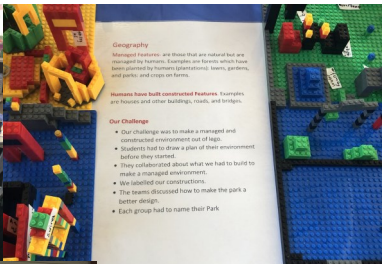 Geography
Managed Features- are those that are natural but are
managed by humans. Examples are forests which have
been planted by humans (plantations): lawns, gardens,
and parks: and crops on farms.
Humans have built constructed Features. Examples
are houses and other buildings, roads, and bridges.
Our Challenge
• Our challenge was to make a managed and
constructed environment out of lego.
• Students had to draw a plan of their environment
before they started.
• They collaborated about what we had to build to
make a managed environment.
• We labelled our constructions.
• The teams discussed how to make the park a
better design.
• Each group had to name their Park